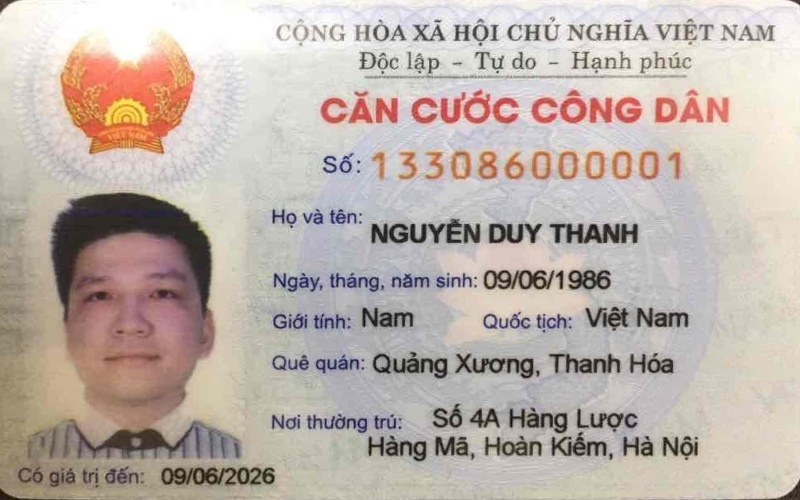 CỘNG HÒA XÃ HỘI CHỦ NGHĨA VIỆT NAM
Độc lập - Tự do - Hạnh phúc
CĂN CƯỚC CÔNG DÂN
Số: 133086000001
Họ và tên: NGUYỄN DUY THANH
Ngày, tháng, năm sinh: 09/06/1986
Giới tính: Nam Quốc tịch: Việt Nam
Quê quán: Quảng Xương, Thanh Hóa
Nơi thường trú: Số 4A Hàng Lược
Hàng Mã, Hoàn Kiếm, Hà Nội
Có giá trị đến: 09/06/2026
VIỆT NAM